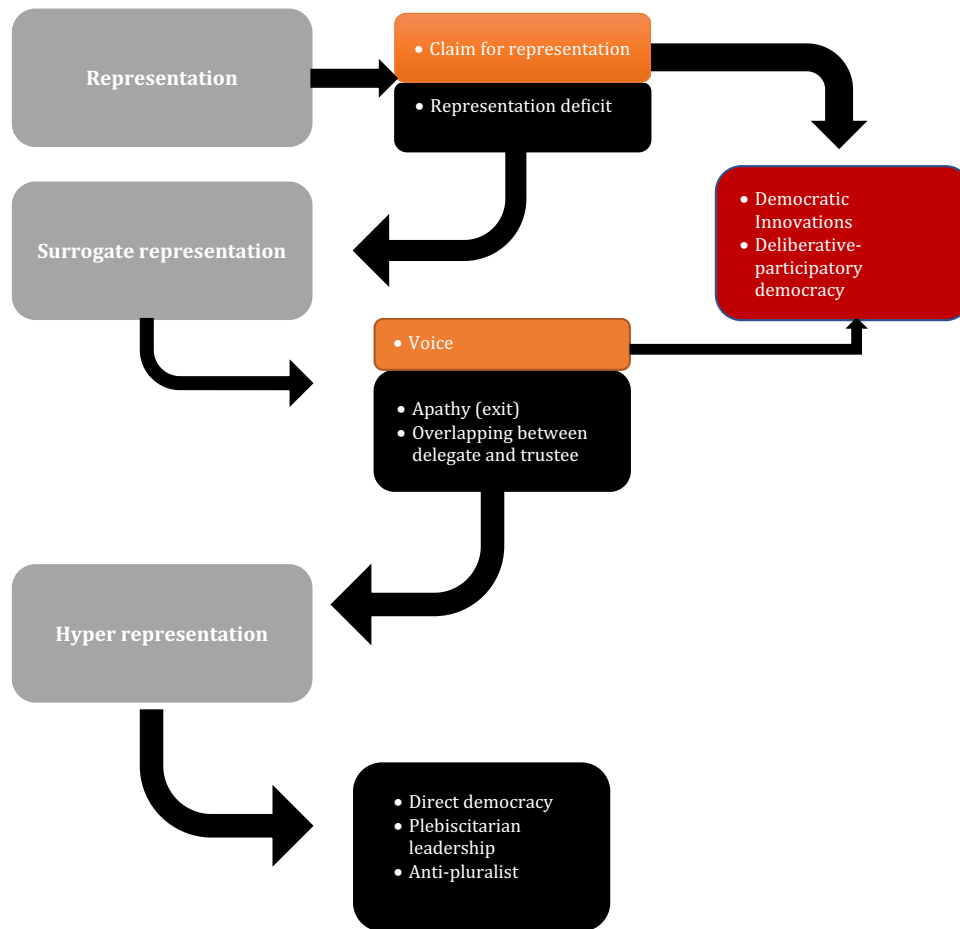 Representation
• Claim for representation
• Representation deficit
Surrogate representation
• Democratic
Innovations
• Deliberative-
participatory
democracy
• Voice
• Apathy (exit)
• Overlapping between
delegate and trustee
Hyper representation
• Direct democracy
• Plebiscitarian
leadership
• Anti-pluralist